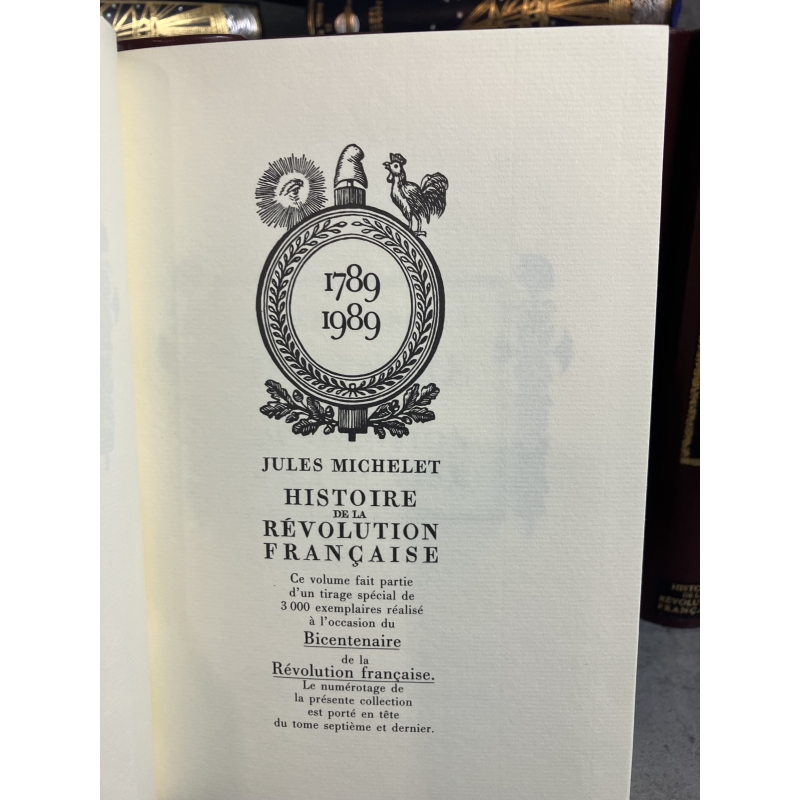 1789
1989
JULES MICHELET
HISTOIRE
DE LA
RÉVOLUTION
FRANÇAISE
Ce volume fait partie
d'un tirage spécial de
3 000 exemplaires réalisé
à l'occasion du
Bicentenaire
de la
Révolution française.
Le numérotage de
la présente collection
est porté en tête
du tome septième et dernier.